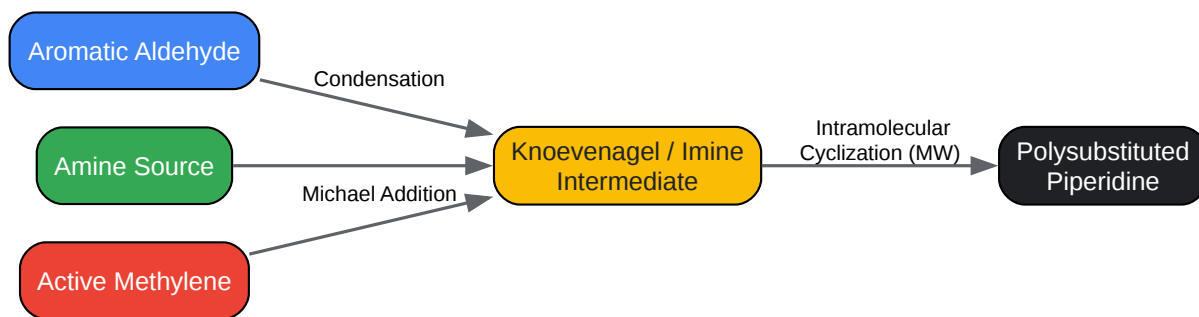 Aromatic Aldehyde
Condensation
Amine Source
Knoevenagel / Imine
Intermediate
Intramolecular
Cyclization (MW)
Polysubstituted
Piperidine
Michael Addition
Active Methylene